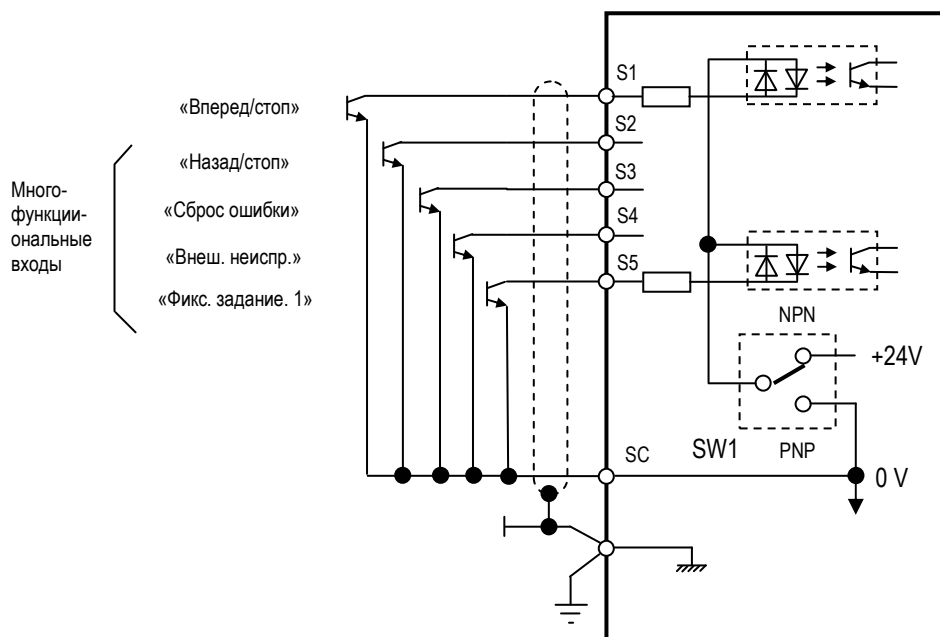 S1
«Вперед/стоп»
S2
«Назад/стоп»
S3
Много-
функци-
ональные
входы
«Сброс ошибки»
S4
«Внеш. неиспр.»
S5
«Фикс. задание. 1»
NPN
+24V
SC
SW1
PNP
0 V